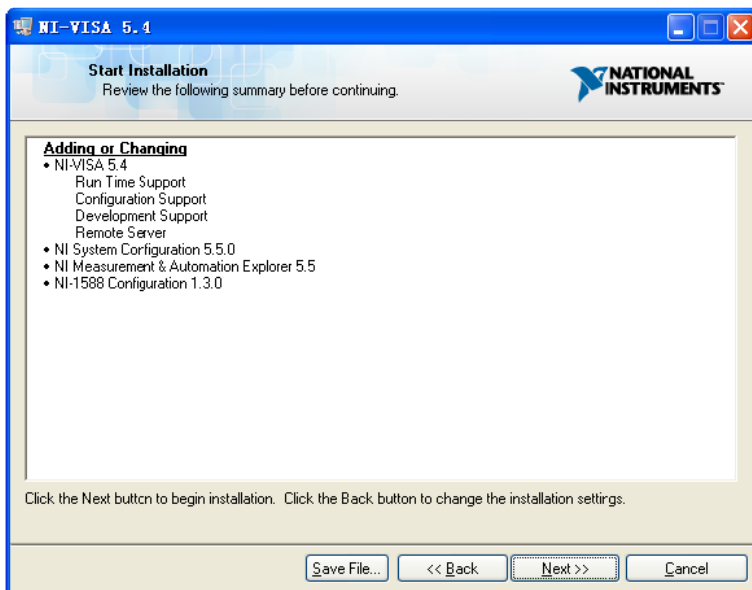 NI-VISA 5.4
Start Installation
Review the following summary before continuing.
NATIONAL
INSTRUMENTS
Adding or Changing
• NI-VISA 5.4
Run Time Support
Configuration Support
Development Support
Remote Server
• NI System Configuration 5.5.0
• NI Measurement & Automation Explorer 5.5
• NI-1588 Configuration 1.3.0
Click the Next button to begin installation. Click the Back button to change the installation settings.
Save File... << Back Next >> Cancel